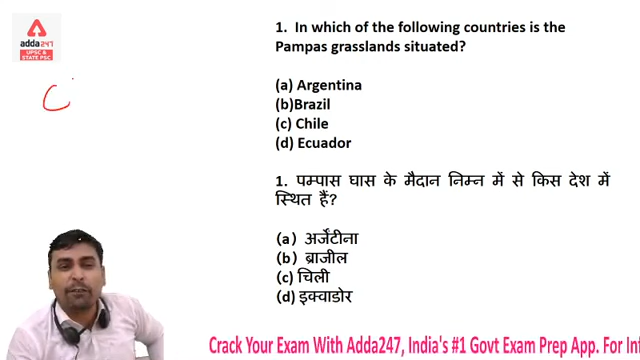 adda247
UPSC &
STATE PSC
1. In which of the following countries is the
Pampas grasslands situated?
(a) Argentina
(b)Brazil
(c) Chile
(d) Ecuador
1. पम्पास घास के मैदान निम्न में से किस देश में
स्थित हैं?
(a) अर्जेंटीना
(b) ब्राजील
(c) चिली
(d) इक्वाडोर
Crack Your Exam With Adda247, India's #1 Govt Exam Prep App. For Ini